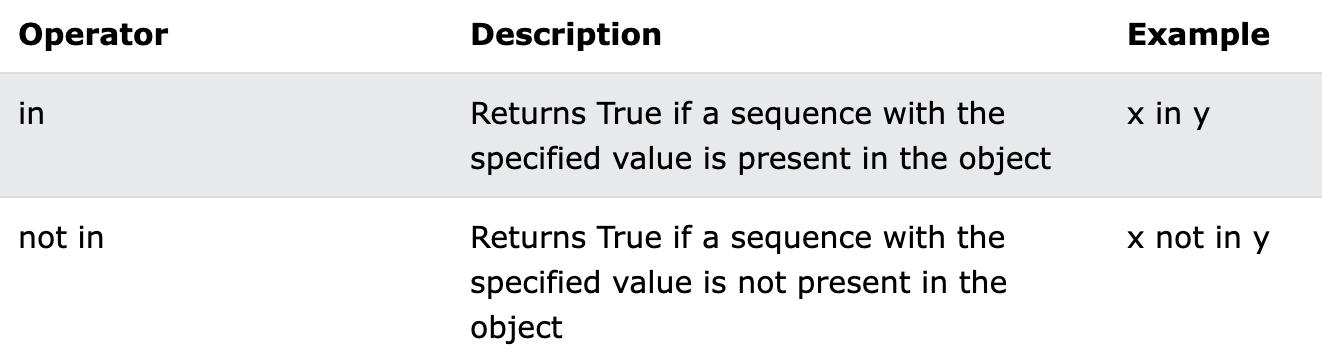 Operator Description Example
in Returns True if a sequence with the x in y
specified value is present in the object
not in Returns True if a sequence with the x not in y
specified value is not present in the
object